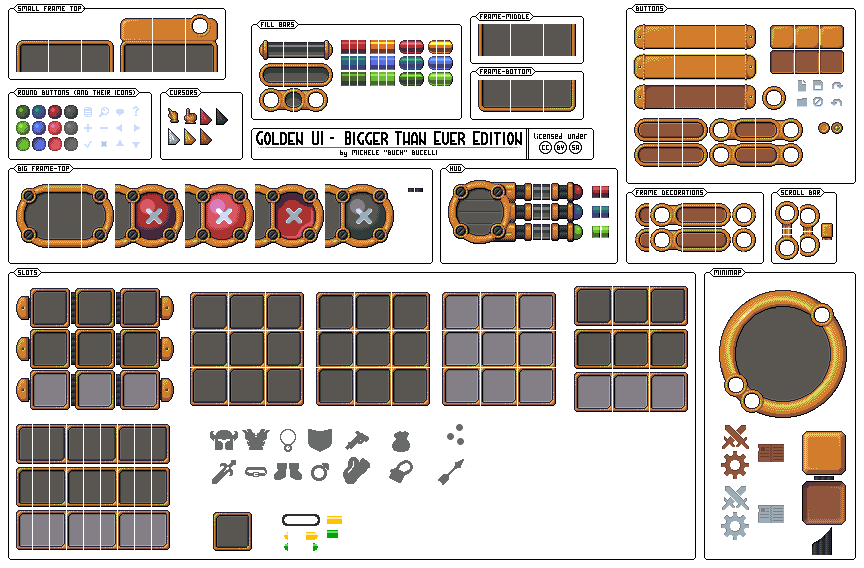 SMALL FRAME TOP
FILL BARS
FRAME-MIDDLE
BUTTONS
FRAME-BOTTOM
ROUND BUTTONS (AND THEIR ICONS)
CURSORS
GOLDEN UI - BIGGER THAN EVER EDITION
by MICHELE "BUCH" BUCELLI
licensed under
CC BY SA
BIG FRAME-TOP
HUD
FRAME DECORATIONS
SCROLL BAR
SLOTS
MINIMAP